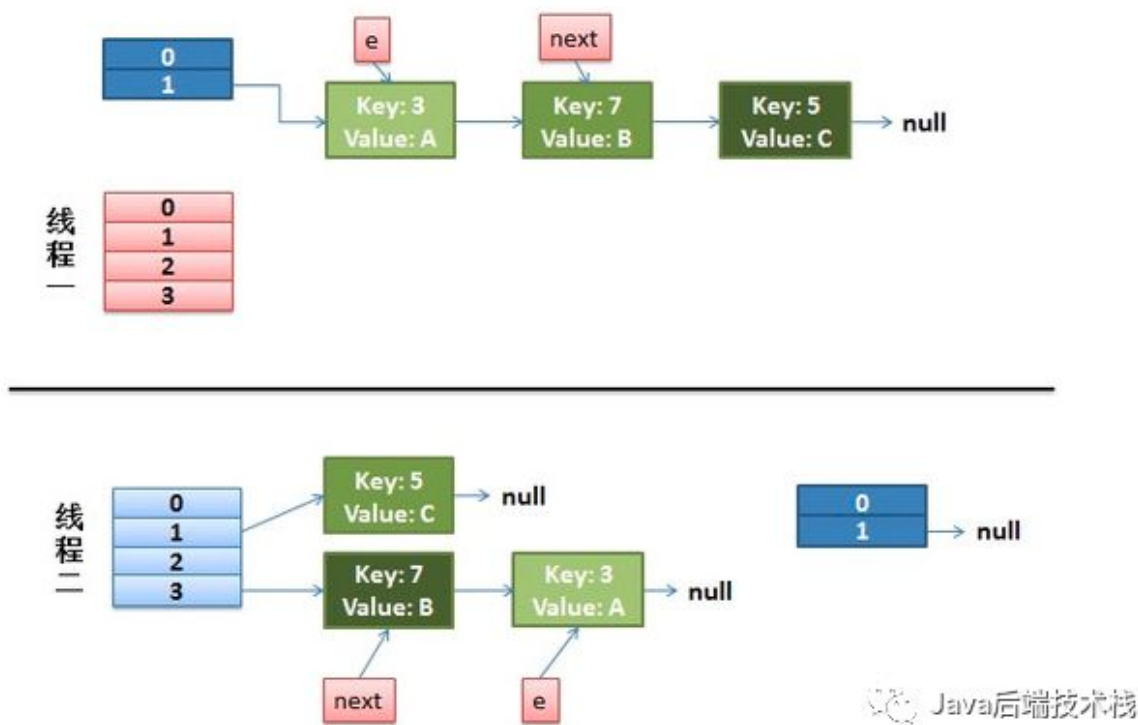 e
next
0
1
Key: 3
Value: A
Key: 7
Value: B
Key: 5
Value: C
null
线程一
0
1
2
3
线程二
0
1
2
3
Key: 5
Value: C
null
Key: 7
Value: B
Key: 3
Value: A
null
0
1
null
next
e
Java后端技术栈